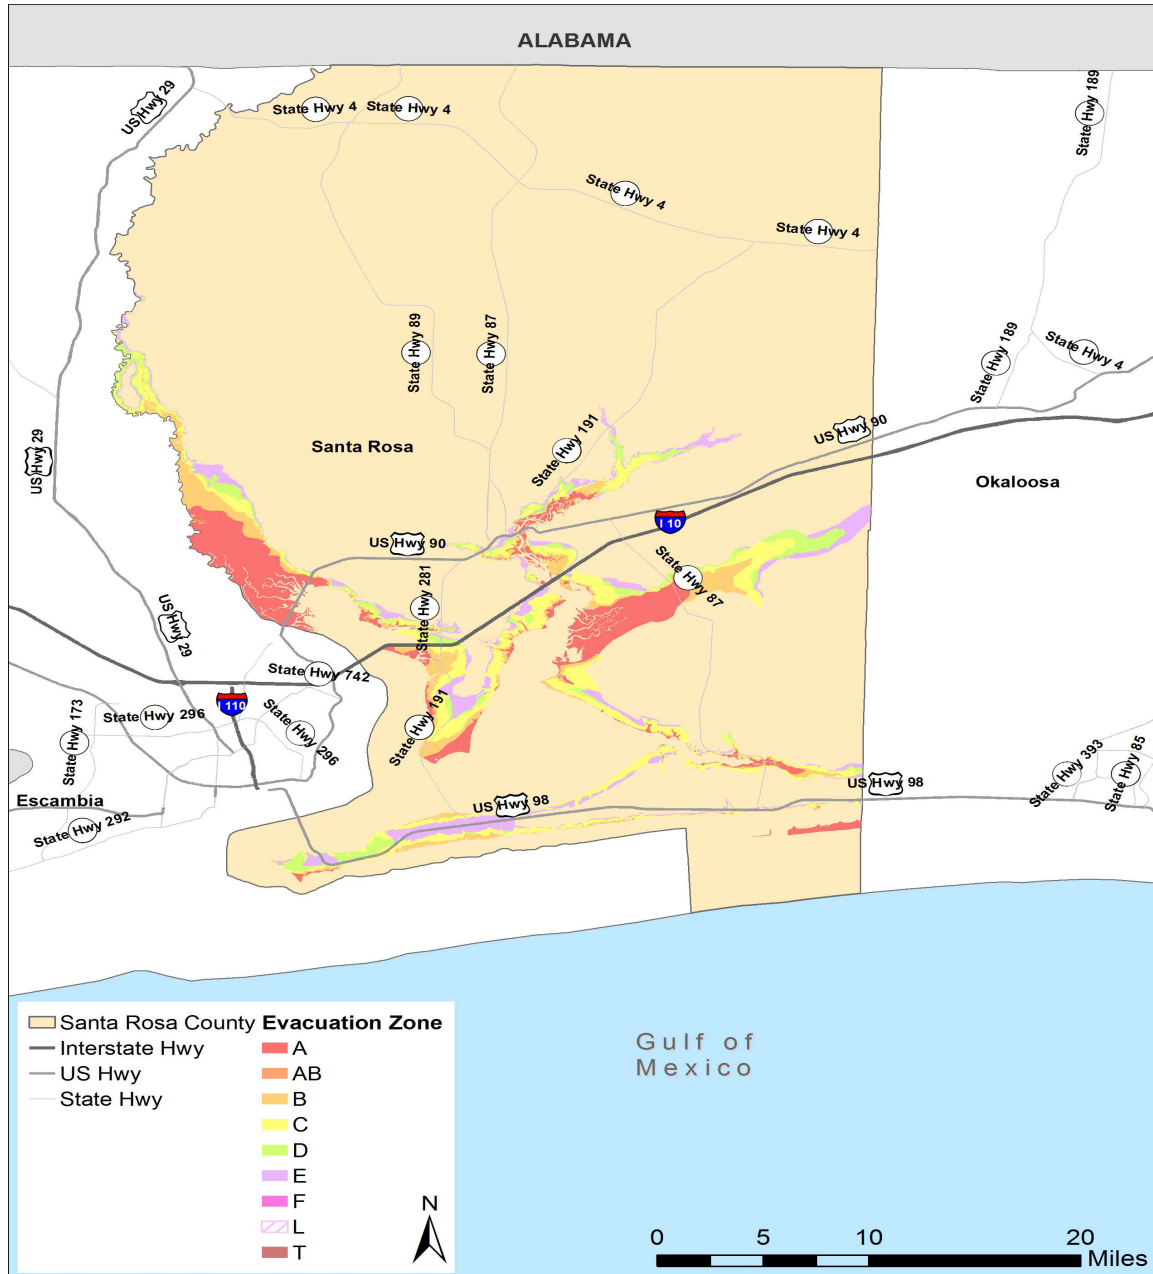 ALABAMA
US Hwy 29
State Hwy 4
State Hwy 4
State Hwy 189
State Hwy 4
State Hwy 4
State Hwy 89
State Hwy 87
State Hwy 189
State Hwy 4
US Hwy 29
Santa Rosa
State Hwy 191
US Hwy 90
Okaloosa
I 10
US Hwy 90
State Hwy 281
State Hwy 87
US Hwy 29
State Hwy 742
I 110
State Hwy 173
State Hwy 296
State Hwy 296
State Hwy 191
State Hwy 393
State Hwy 85
Escambia
US Hwy 98
US Hwy 98
State Hwy 292
Santa Rosa County
Interstate Hwy
US Hwy
State Hwy
Evacuation Zone
A
AB
B
C
D
E
F
L
T
N
Gulf of
Mexico
0 5 10 20
Miles